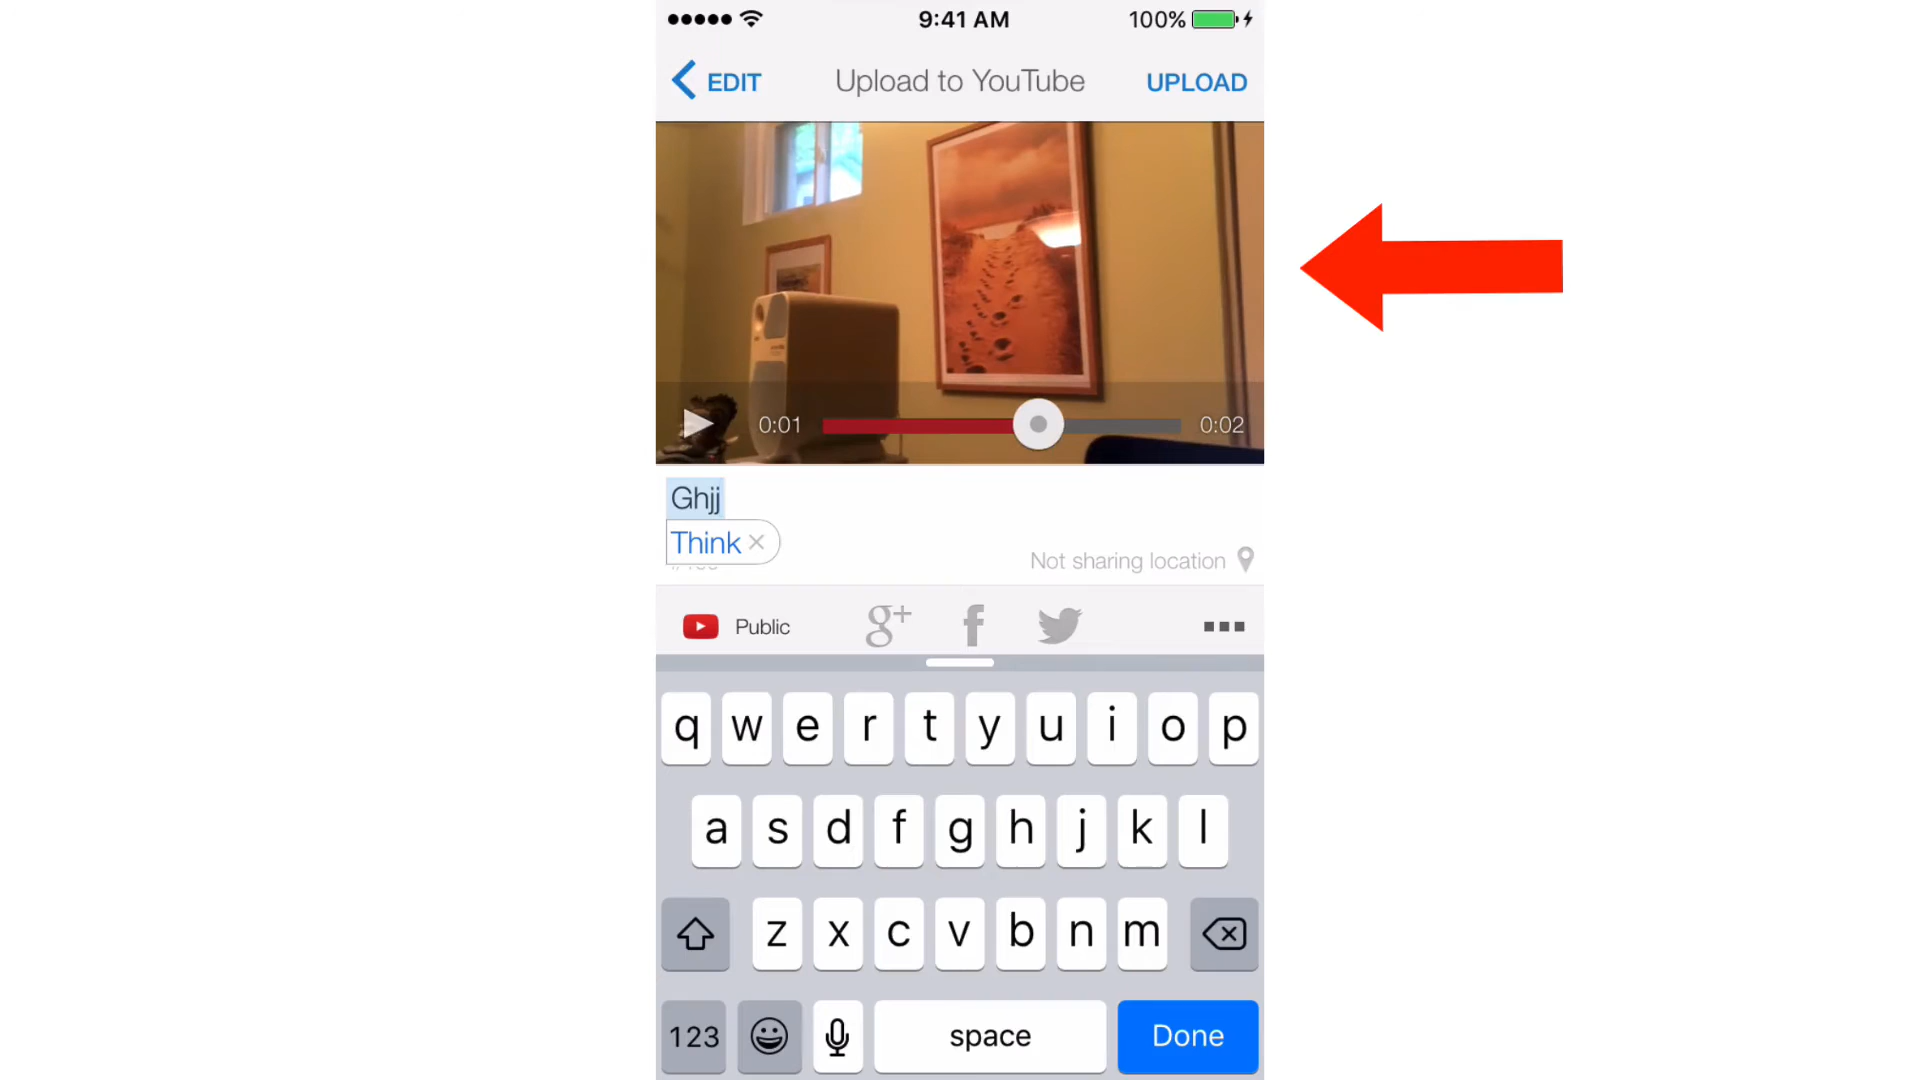 9:41 AM 100%
EDIT Upload to YouTube UPLOAD
0:01 0:02
Ghjj
Think ×
Not sharing location
Public g+ f
q w e r t y u i o p
a s d f g h j k l
z x c v b n m
123 space Done